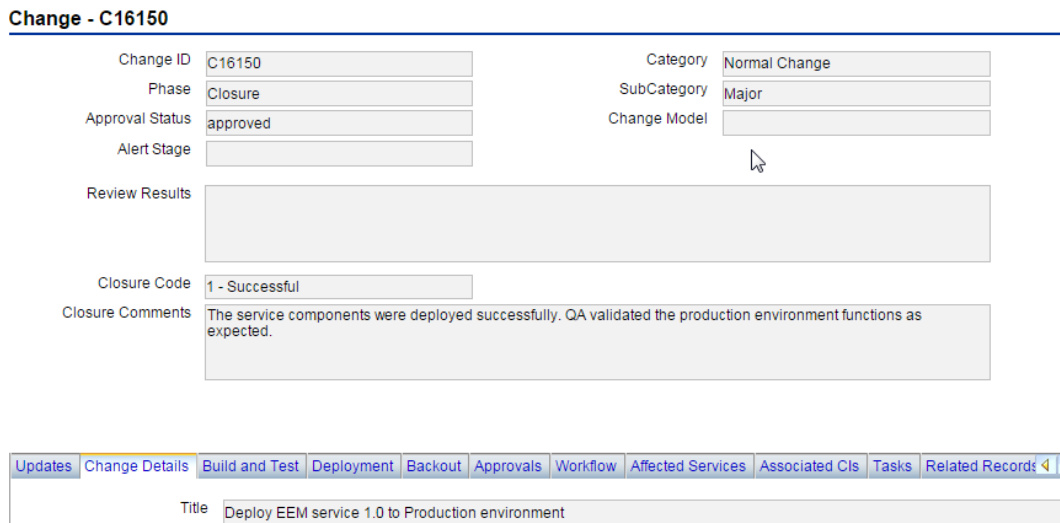 Change - C16150
Change ID C16150 Category Normal Change
Phase Closure SubCategory Major
Approval Status approved Change Model
Alert Stage
Review Results
Closure Code 1 - Successful
Closure Comments The service components were deployed successfully. QA validated the production environment functions as
expected.
Updates Change Details Build and Test Deployment Backout Approvals Workflow Affected Services Associated CIs Tasks Related Records
Title Deploy EEM service 1.0 to Production environment